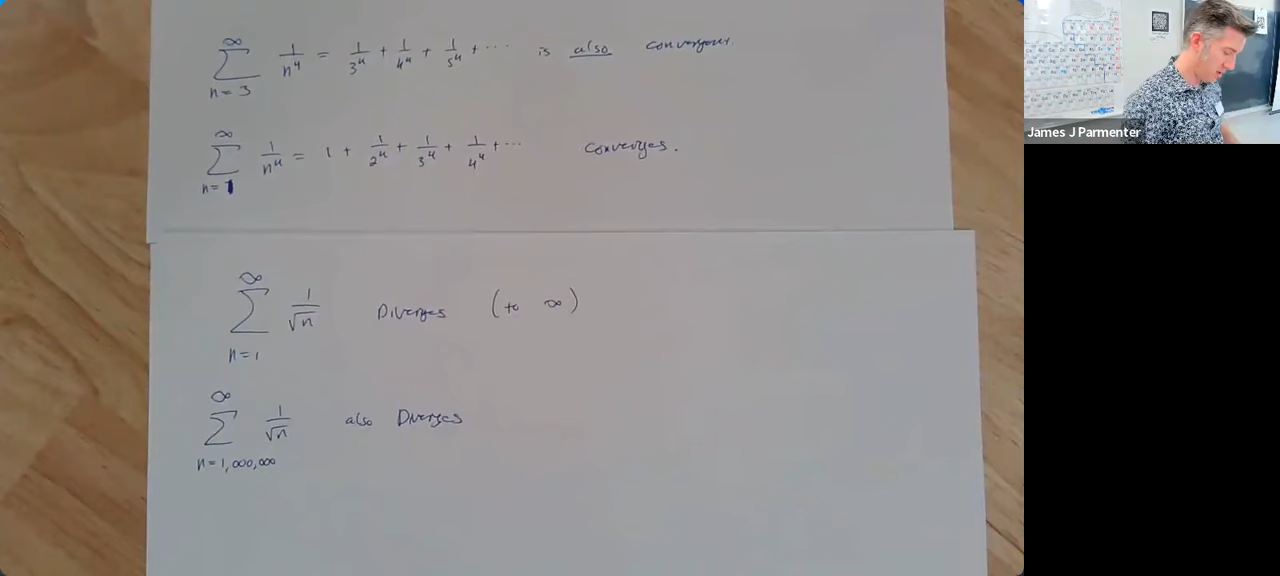 ∞
∑ 1/n⁴ = 1/3⁴ + 1/4⁴ + 1/5⁴ + ··· is also convergent.
n = 3
∞
∑ 1/n⁴ = 1 + 1/2⁴ + 1/3⁴ + 1/4⁴ + ··· converges.
n = 1
∞
∑ 1/√n Diverges (to ∞)
n = 1
∞
∑ 1/√n also Diverges
n = 1,000,000
James J Parmenter